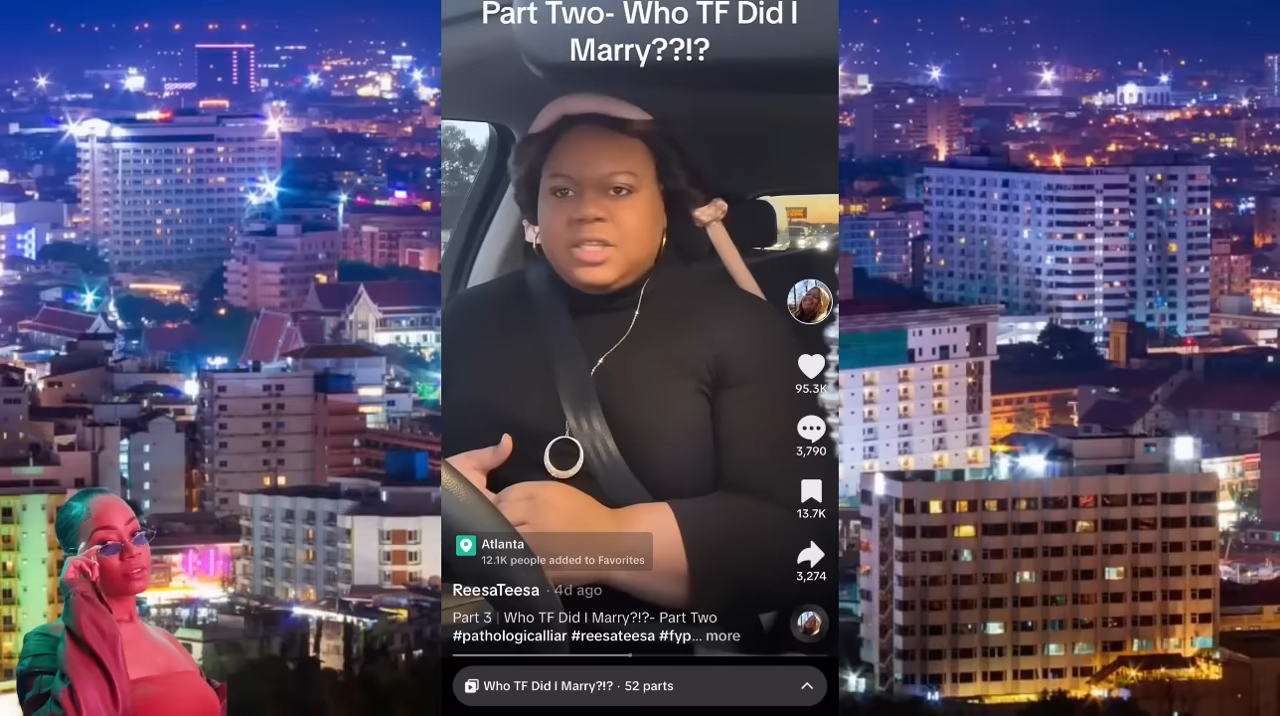 Part Two- Who TF Did I
Marry??!?
95.3K
3,790
13.7K
3,274
Atlanta
12.1K people added to Favorites
ReesaTeesa · 4d ago
Part 3 | Who TF Did I Marry?!?- Part Two
#pathologicalliar #reesateesa #fyp... more
Who TF Did I Marry?!? · 52 parts